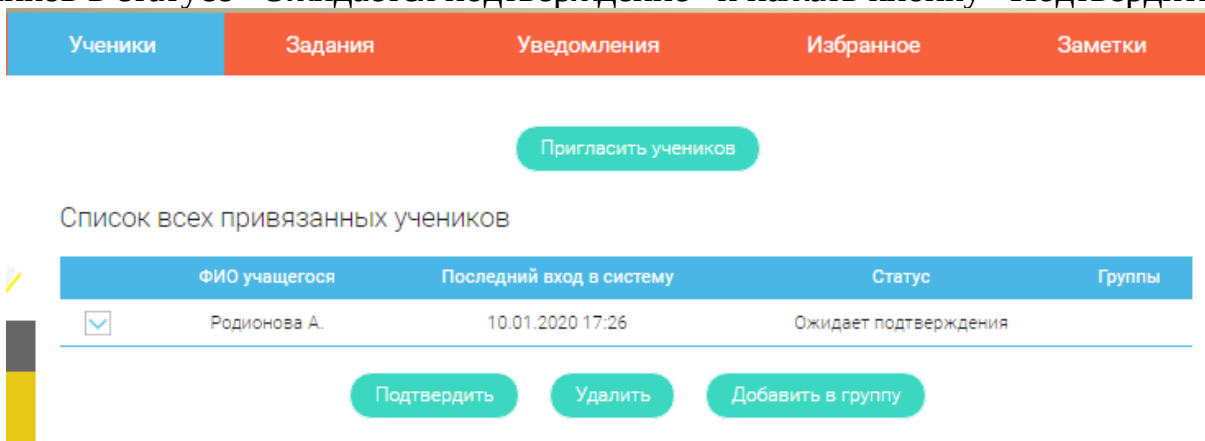 Ученики Задания Уведомления Избранное Заметки
Пригласить учеников
Список всех привязанных учеников
ФИО учащегося Последний вход в систему Статус Группы
Родионова А. 10.01.2020 17:26 Ожидает подтверждения
Подтвердить Удалить Добавить в группу